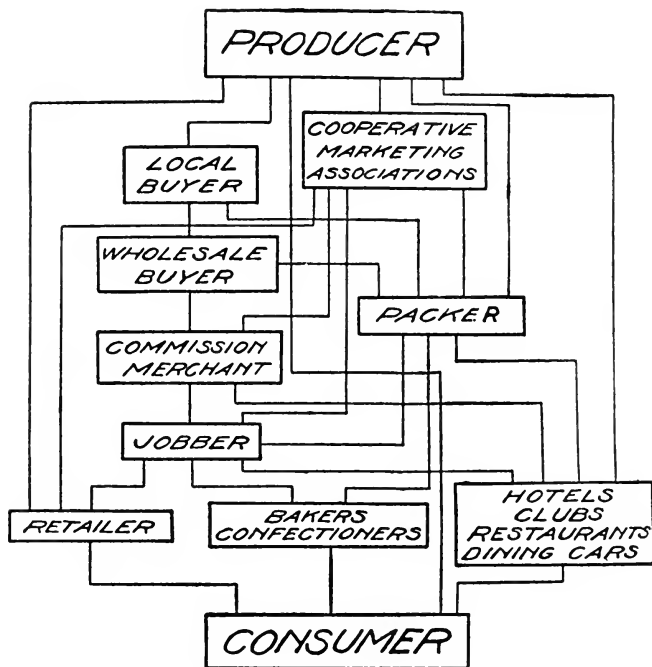 PRODUCER
COOPERATIVE
MARKETING
ASSOCIATIONS
LOCAL
BUYER
WHOLESALE
BUYER
PACKER
COMMISSION
MERCHANT
JOBBER
RETAILER
BAKERS
CONFECTIONERS
HOTELS
CLUBS
RESTAURANTS
DINING CARS
CONSUMER